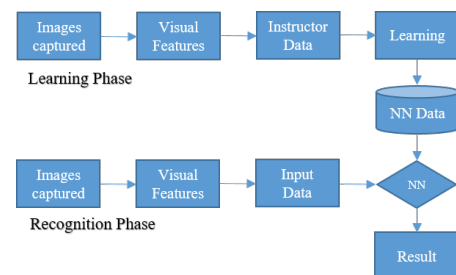 Images
captured
Visual
Features
Instructor
Data
Learning
Learning Phase
NN Data
Images
captured
Visual
Features
Input
Data
NN
Recognition Phase
Result